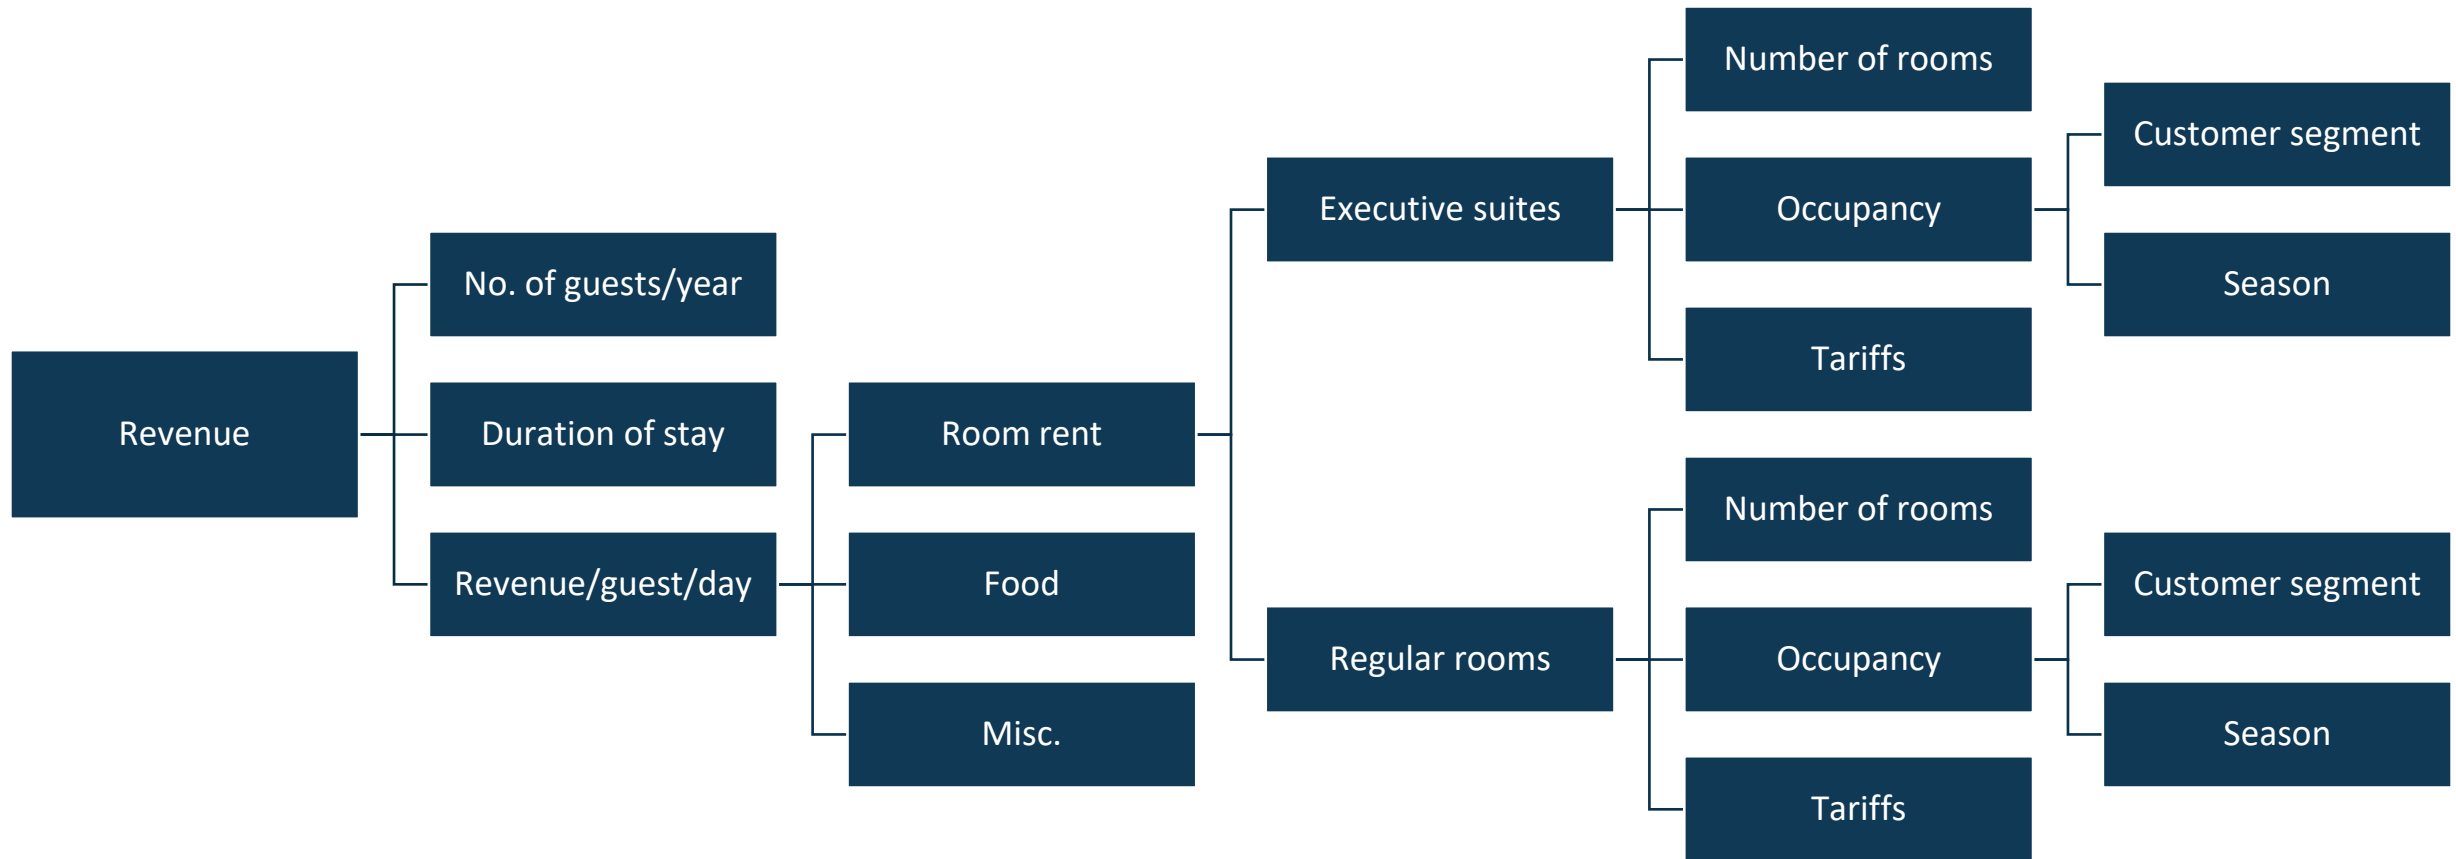 Revenue
No. of guests/year
Duration of stay
Revenue/guest/day
Room rent
Food
Misc.
Executive suites
Regular rooms
Number of rooms
Occupancy
Tariffs
Number of rooms
Occupancy
Tariffs
Customer segment
Season
Customer segment
Season